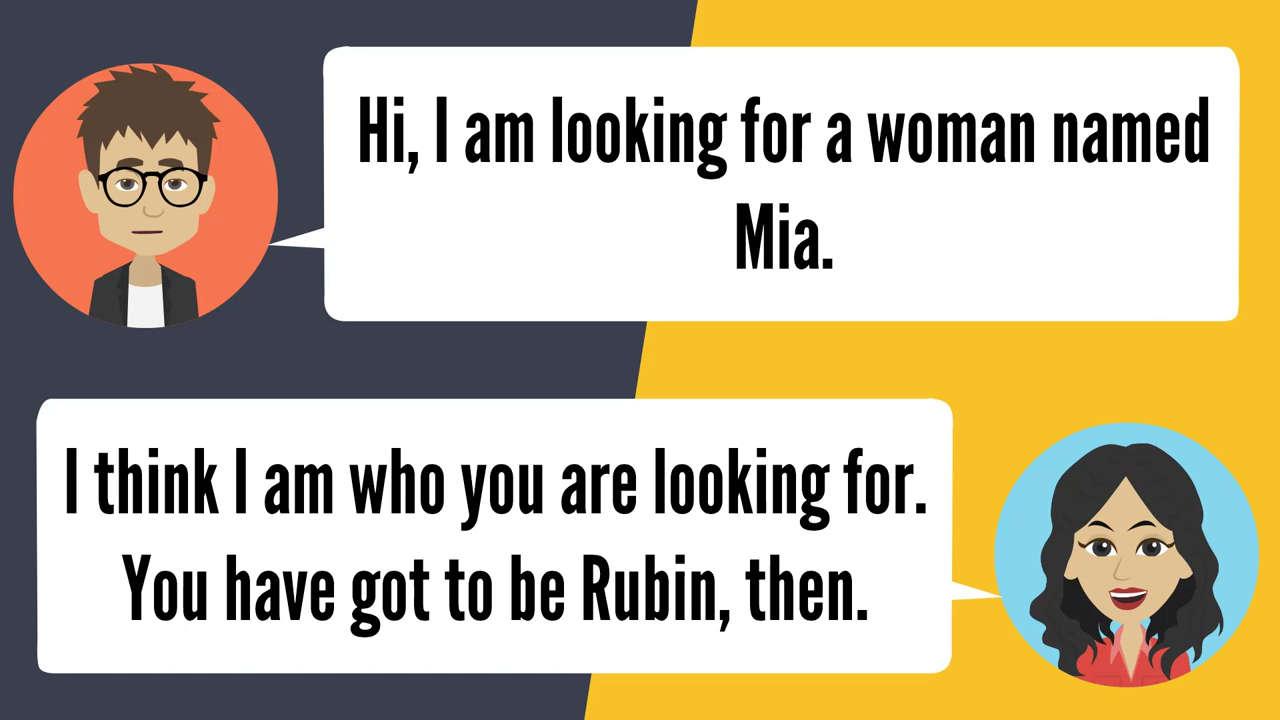 Hi, I am looking for a woman named
Mia.
I think I am who you are looking for.
You have got to be Rubin, then.